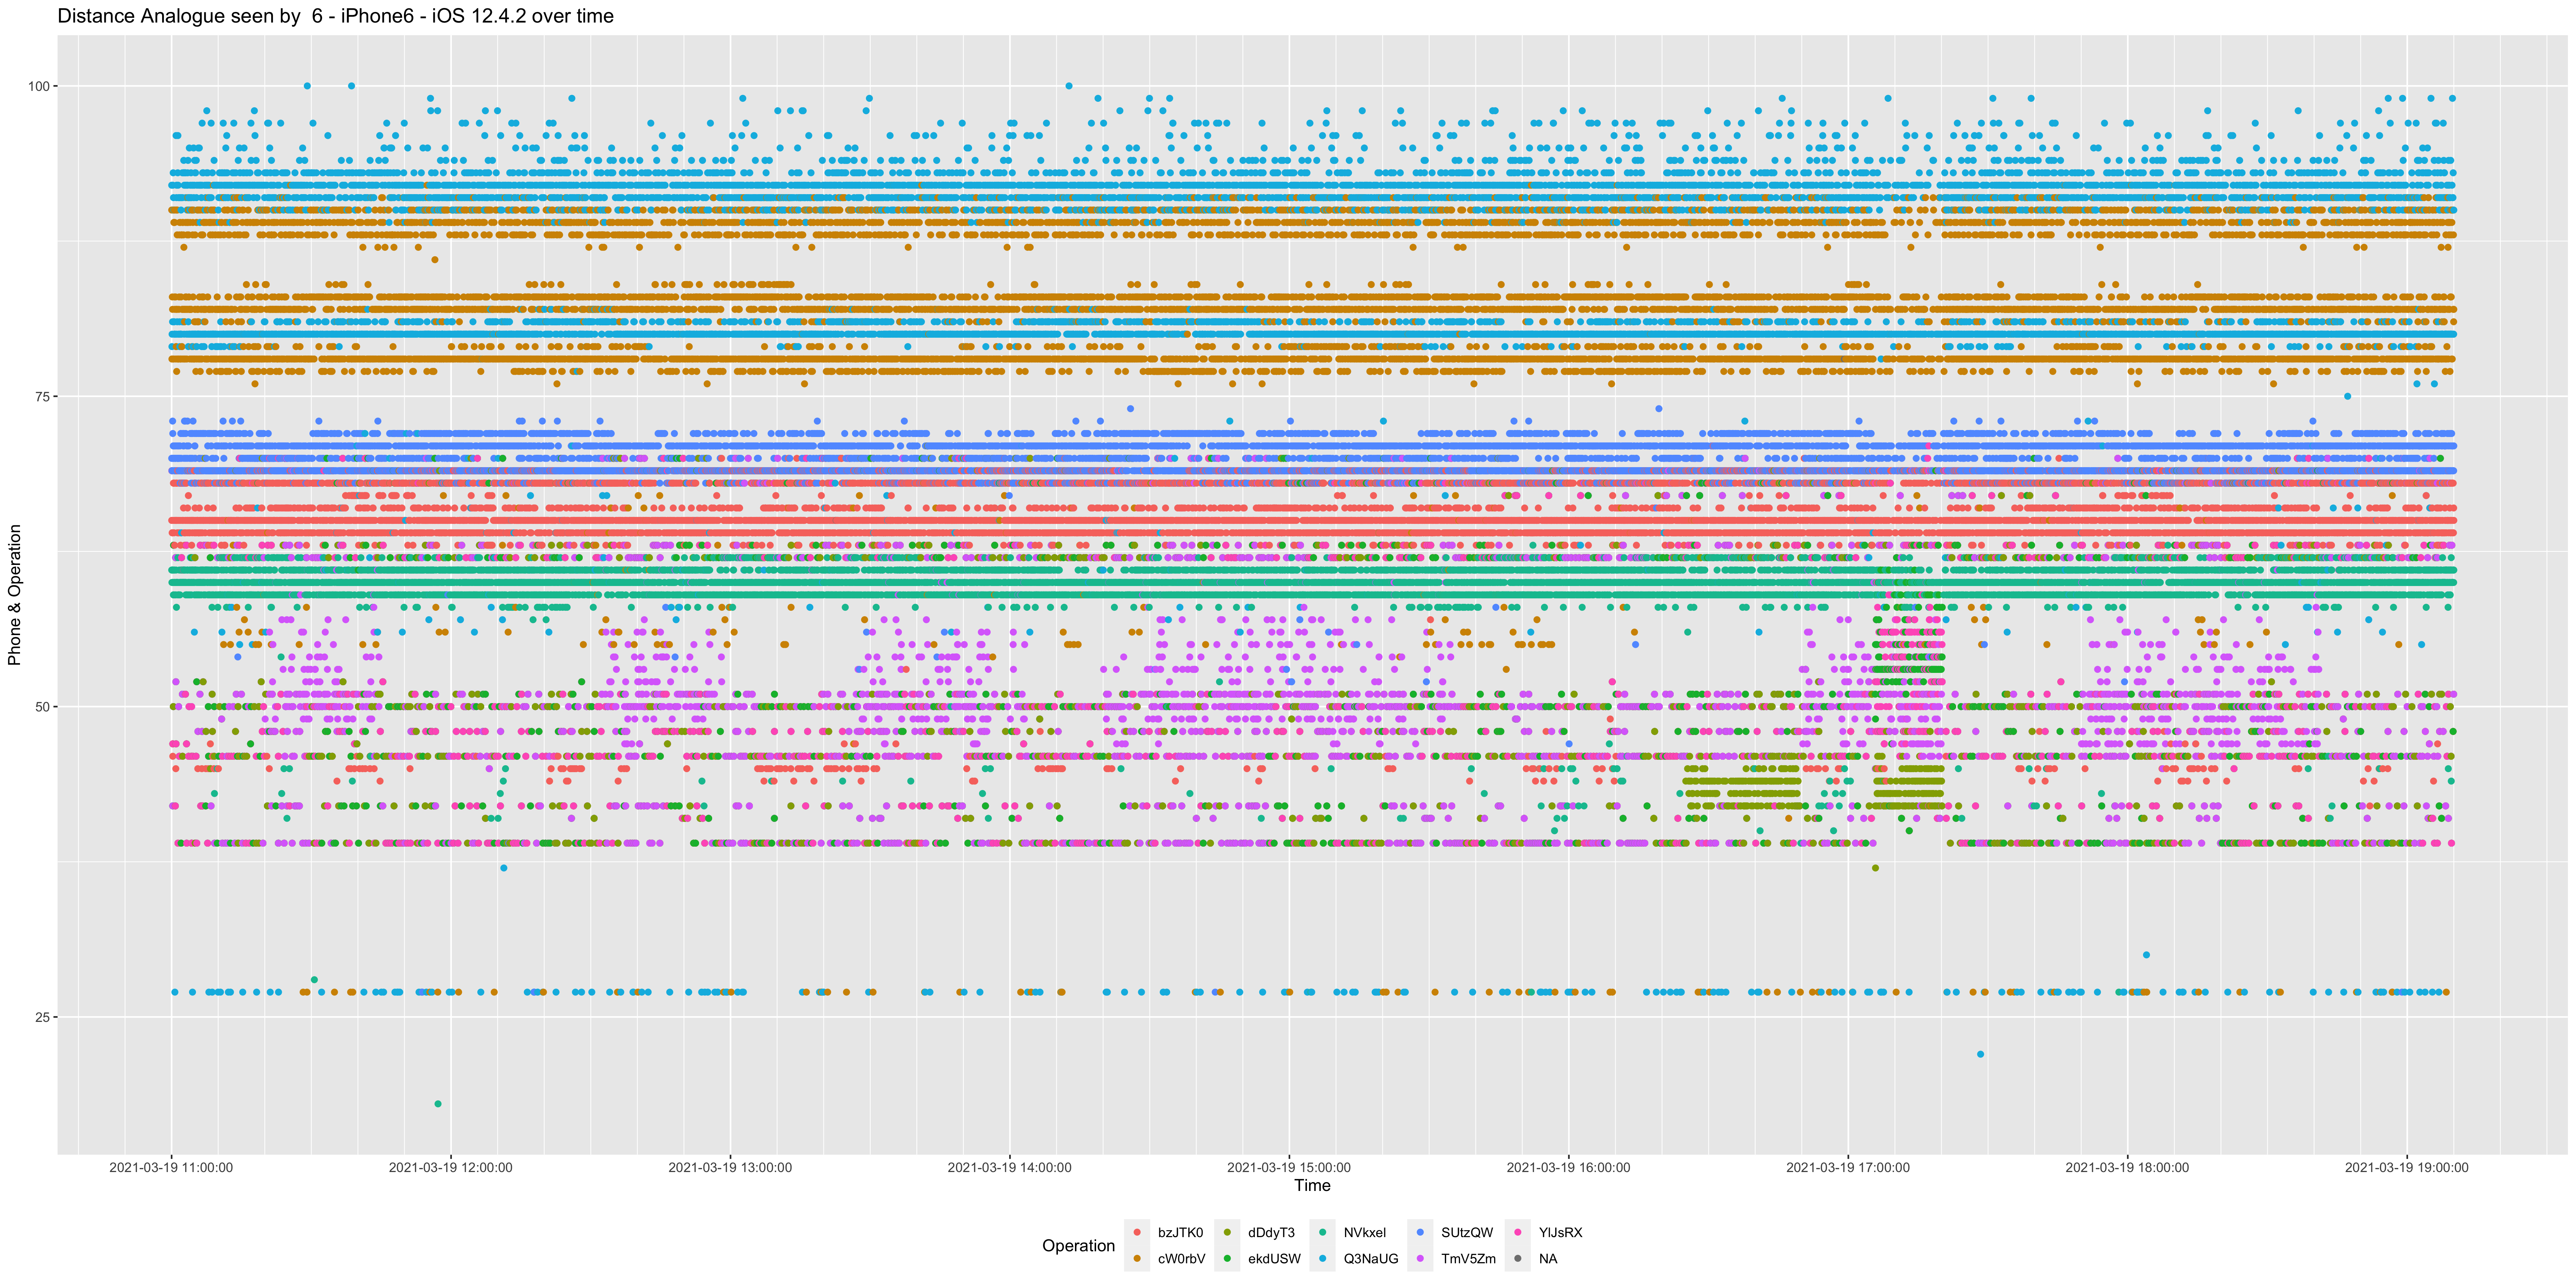 Distance Analogue seen by  6 - iPhone6 - iOS 12.4.2 over time
100
75
50
25
Phone & Operation
2021-03-19 11:00:00 2021-03-19 12:00:00 2021-03-19 13:00:00 2021-03-19 14:00:00 2021-03-19 15:00:00 2021-03-19 16:00:00 2021-03-19 17:00:00 2021-03-19 18:00:00 2021-03-19 19:00:00
Time
Operation
bzJTK0 dDdyT3 NVkxeI SUtzQW YlJsRX
cW0rbV ekdUSW Q3NaUG TmV5Zm NA